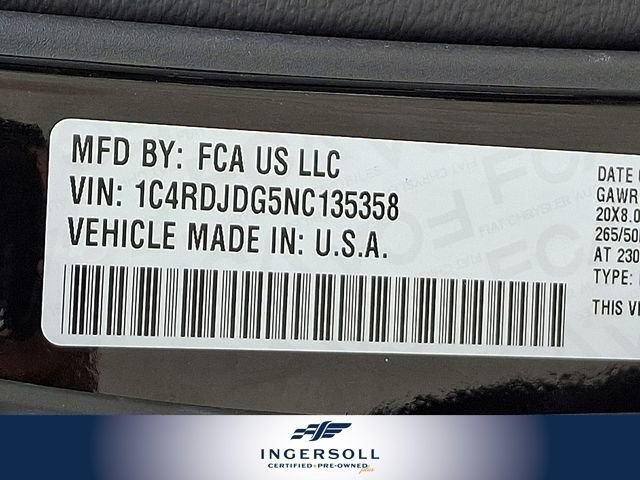 MFD BY: FCA US LLC
VIN: 1C4RDJDG5NC135358
VEHICLE MADE IN: U.S.A.
DATE
GAWR
20X8.0
265/50
AT 230
TYPE:
THIS
INGERSOLL
CERTIFIED • PRE-OWNED plus